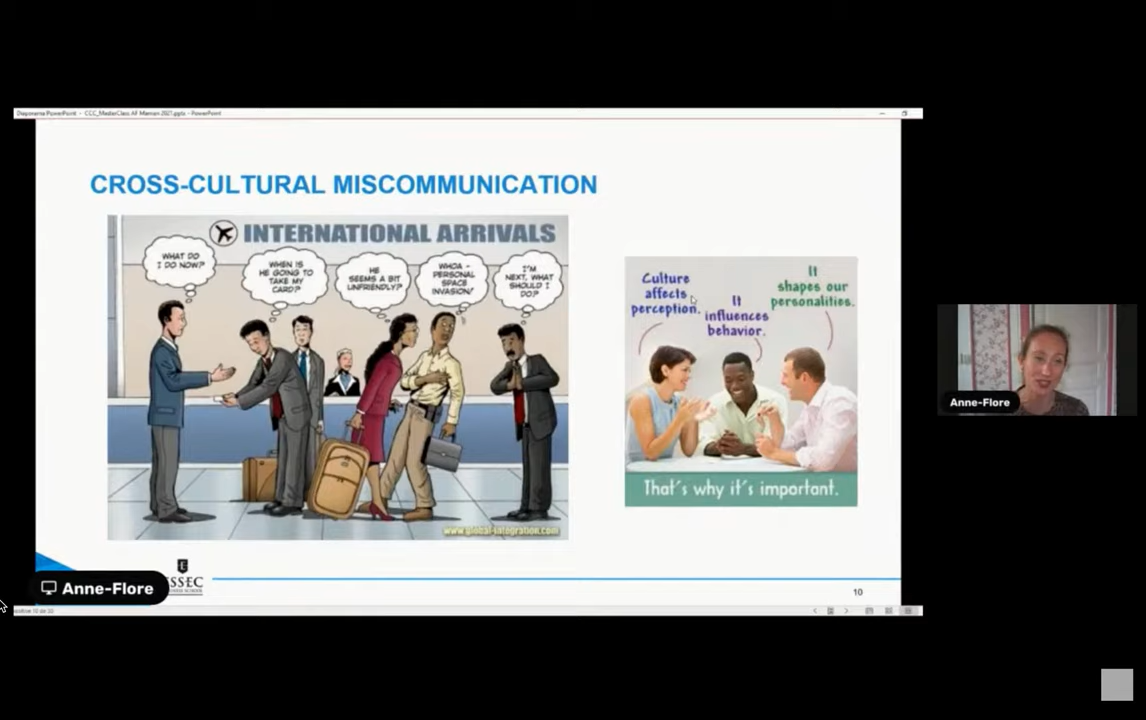 Diaporama PowerPoint - CCC_MasterClass AF Maman 2021.pptx - PowerPoint
CROSS-CULTURAL MISCOMMUNICATION
INTERNATIONAL ARRIVALS
WHAT DO
I DO NOW?
WHEN IS
HE GOING TO
TAKE MY
CARD?
HE
SEEMS A BIT
UNFRIENDLY?
WHOA -
PERSONAL
SPACE
INVASION!
I'M
NEXT, WHAT
SHOULD I
DO?
www.global-integration.com
Culture
affects
perception.
It
influences
behavior.
It
shapes our
personalities.
That's why it's important.
Anne-Flore
Anne-Flore
SSEC
10